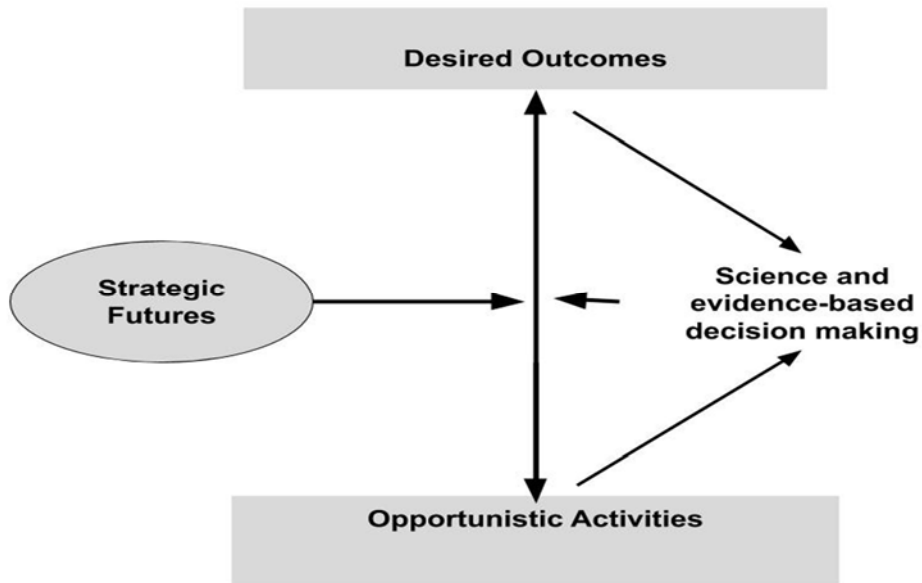 Desired Outcomes
Strategic
Futures
Science and
evidence-based
decision making
Opportunistic Activities